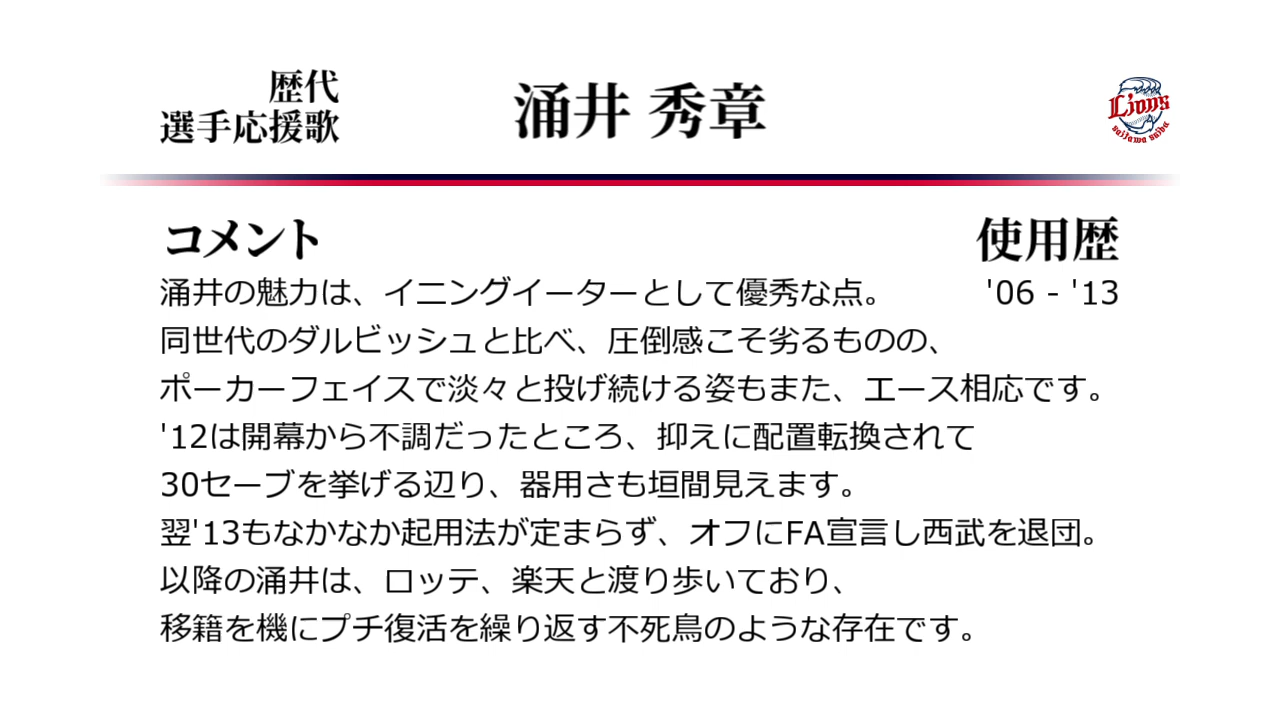 歴代
選手応援歌
涌井 秀章
Lions
saitama seibu
コメント
使用歴
涌井の魅力は、イニングイーターとして優秀な点。
'06 - '13
同世代のダルビッシュと比べ、圧倒感こそ劣るものの、
ポーカーフェイスで淡々と投げ続ける姿もまた、エース相応です。
'12は開幕から不調だったところ、抑えに配置転換されて
30セーブを挙げる辺り、器用さも垣間見えます。
翌'13もなかなか起用法が定まらず、オフにFA宣言し西武を退団。
以降の涌井は、ロッテ、楽天と渡り歩いており、
移籍を機にプチ復活を繰り返す不死鳥のような存在です。